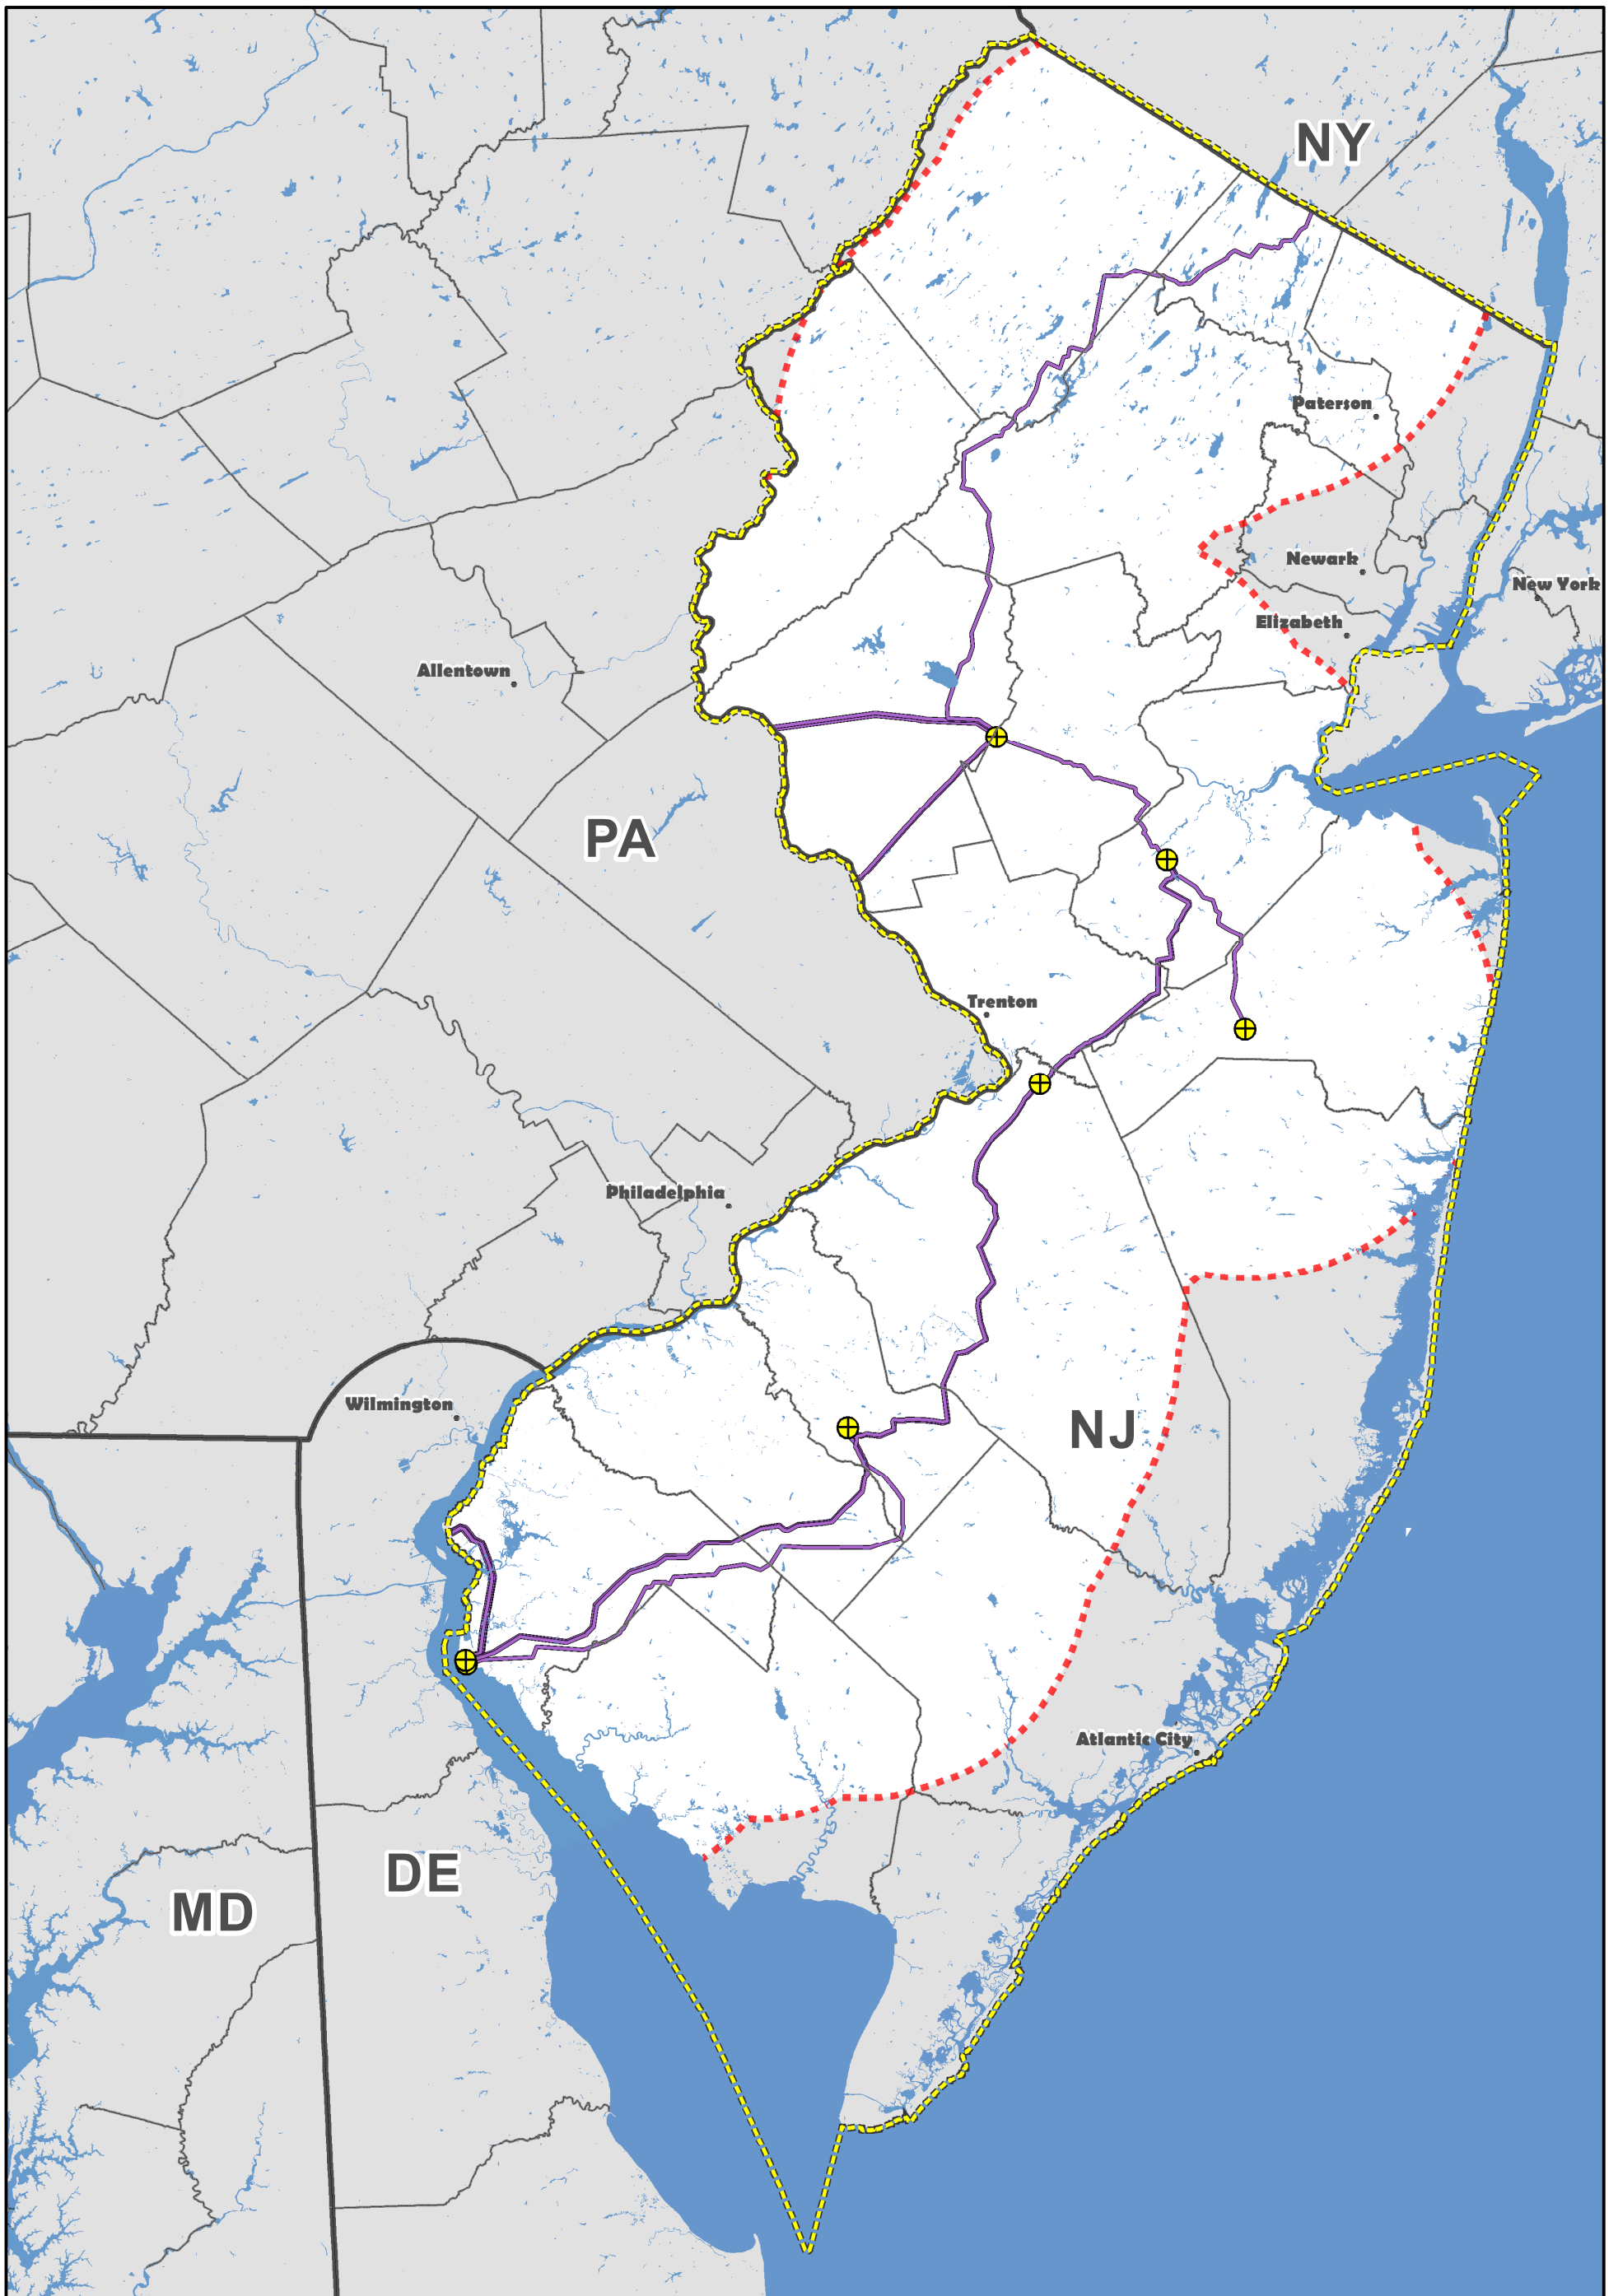 NY
Paterson
Newark
New York
Elizabeth
Allentown
PA
Trenton
Philadelphia
Wilmington
NJ
Atlantic City
DE
MD